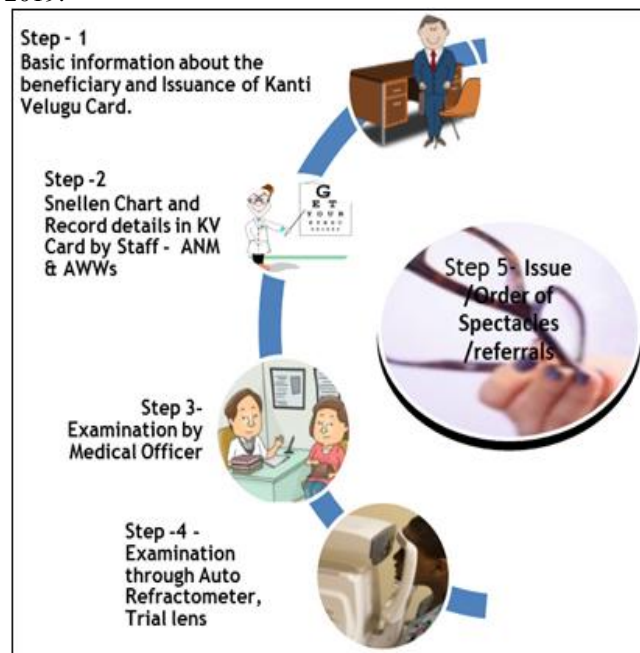 2019.
Step - 1
Basic information about the
beneficiary and Issuance of Kanti
Velugu Card.
Step -2
Snellen Chart and
Record details in KV
Card by Staff - ANM
& AWWs
G
E T
Y O U R
Step 3-
Examination by
Medical Officer
Step -4 -
Examination
through Auto
Refractometer,
Trial lens
Step 5- Issue
/Order of
Spectacles
/referrals